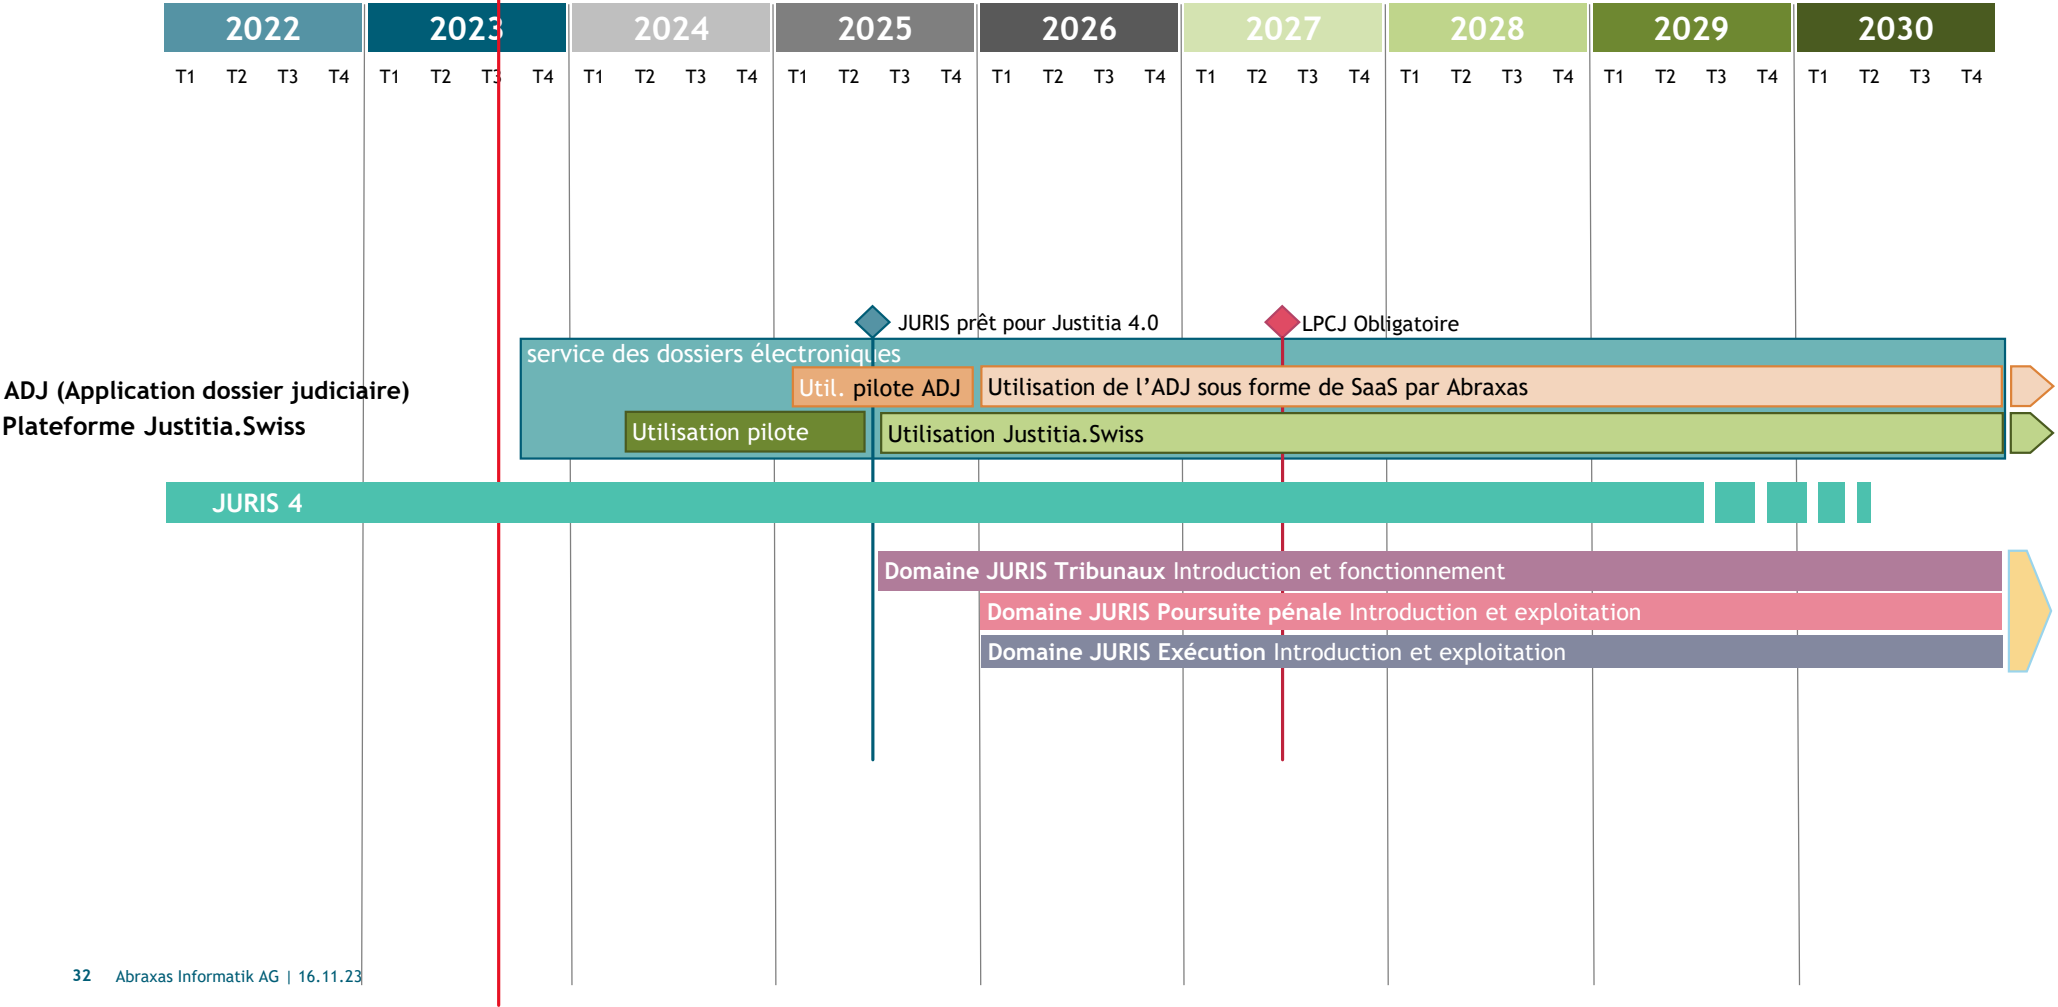 2022 2023 2024 2025 2026 2027 2028 2029 2030
T1 T2 T3 T4 T1 T2 T3 T4 T1 T2 T3 T4 T1 T2 T3 T4 T1 T2 T3 T4 T1 T2 T3 T4 T1 T2 T3 T4 T1 T2 T3 T4 T1 T2 T3 T4
JURIS prêt pour Justitia 4.0 LPCJ Obligatoire
service des dossiers électroniques
ADJ (Application dossier judiciaire) Util. pilote ADJ Utilisation de l’ADJ sous forme de SaaS par Abraxas
Plateforme Justitia.Swiss Utilisation pilote Utilisation Justitia.Swiss
JURIS 4
Domaine JURIS Tribunaux Introduction et fonctionnement
Domaine JURIS Poursuite pénale Introduction et exploitation
Domaine JURIS Exécution Introduction et exploitation
32 Abraxas Informatik AG | 16.11.23